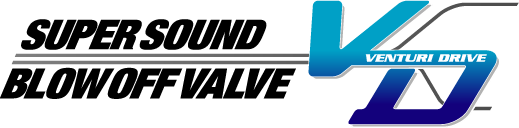 SUPER SOUND
BLOW OFF VALVE
VD
VENTURI DRIVE